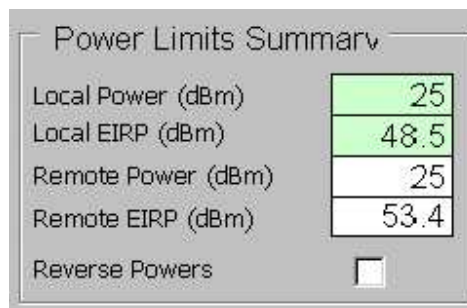 Power Limits Summary
Local Power (dBm) 25
Local EIRP (dBm) 48.5
Remote Power (dBm) 25
Remote EIRP (dBm) 53.4
Reverse Powers